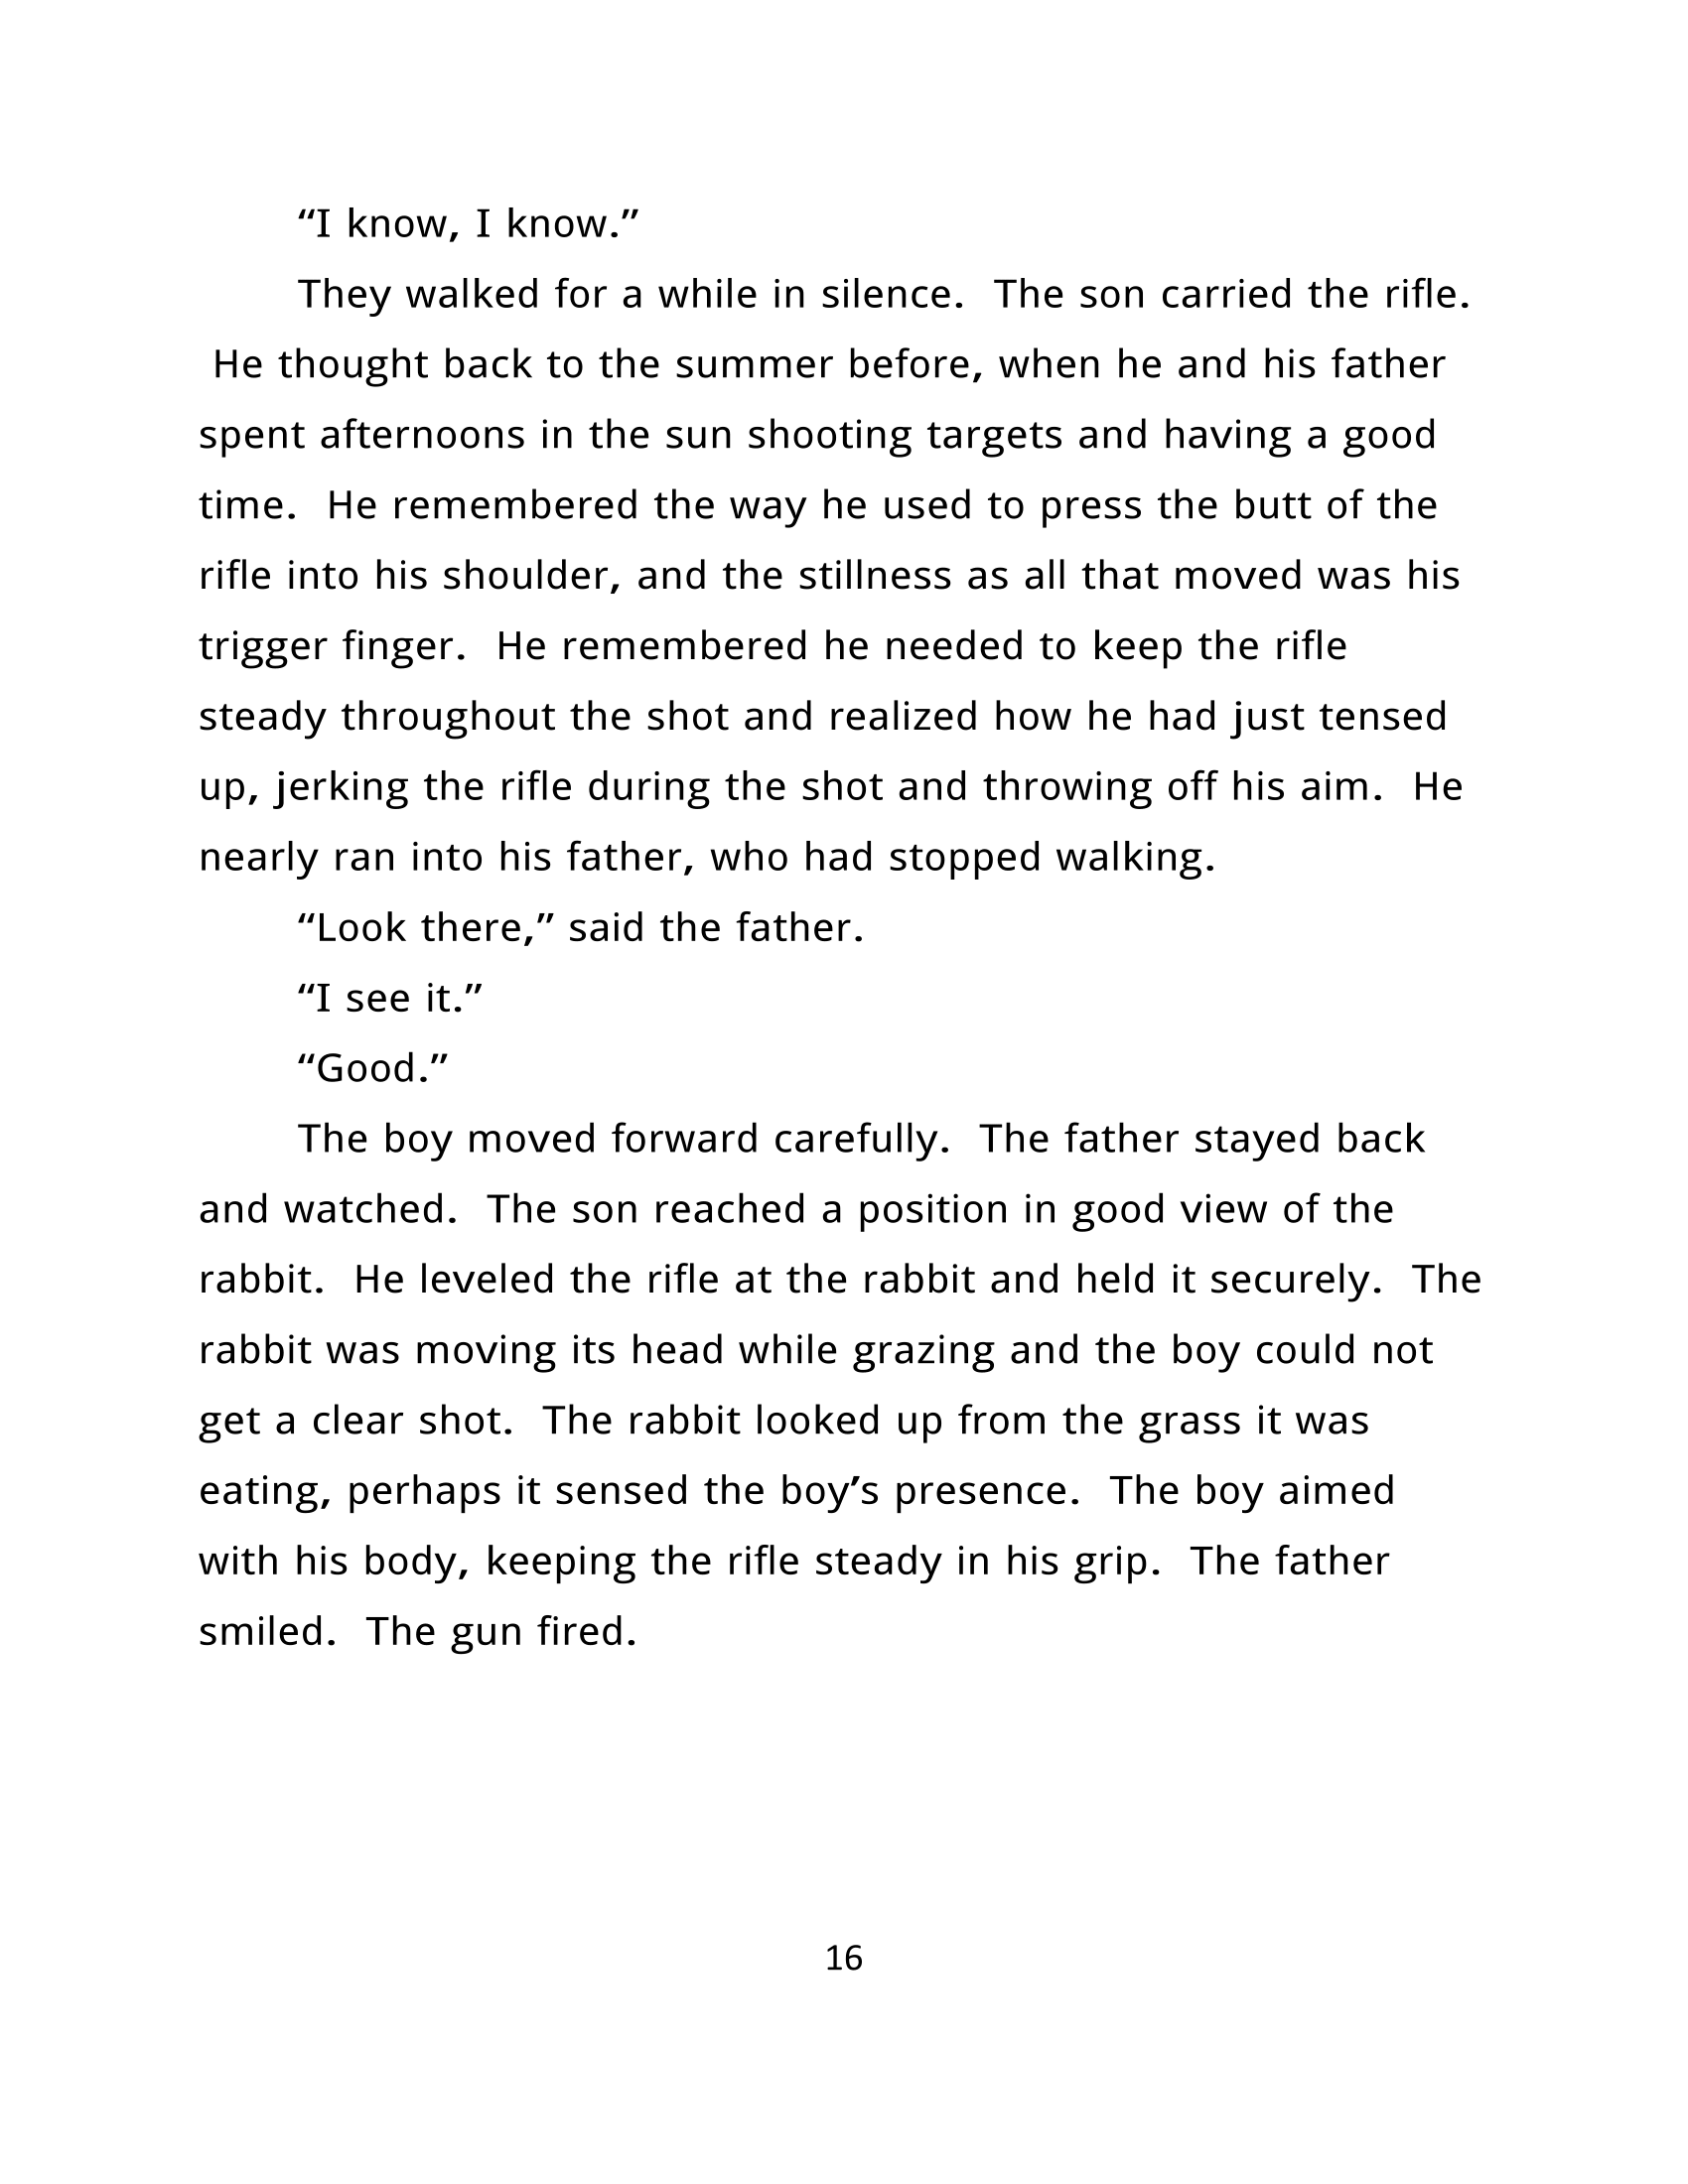 “I know, I know.”
They walked for a while in silence.  The son carried the rifle.
He thought back to the summer before, when he and his father
spent afternoons in the sun shooting targets and having a good
time.  He remembered the way he used to press the butt of the
rifle into his shoulder, and the stillness as all that moved was his
trigger finger.  He remembered he needed to keep the rifle
steady throughout the shot and realized how he had just tensed
up, jerking the rifle during the shot and throwing off his aim.  He
nearly ran into his father, who had stopped walking.
“Look there,” said the father.
“I see it.”
“Good.”
The boy moved forward carefully.  The father stayed back
and watched.  The son reached a position in good view of the
rabbit.  He leveled the rifle at the rabbit and held it securely.  The
rabbit was moving its head while grazing and the boy could not
get a clear shot.  The rabbit looked up from the grass it was
eating, perhaps it sensed the boy’s presence.  The boy aimed
with his body, keeping the rifle steady in his grip.  The father
smiled.  The gun fired.
16